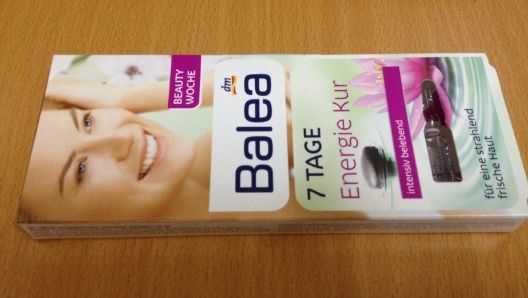 BEAUTY
WOCHE
dm
Balea
7 TAGE
Energie Kur
intensiv belebend
für eine strahlend
frische Haut